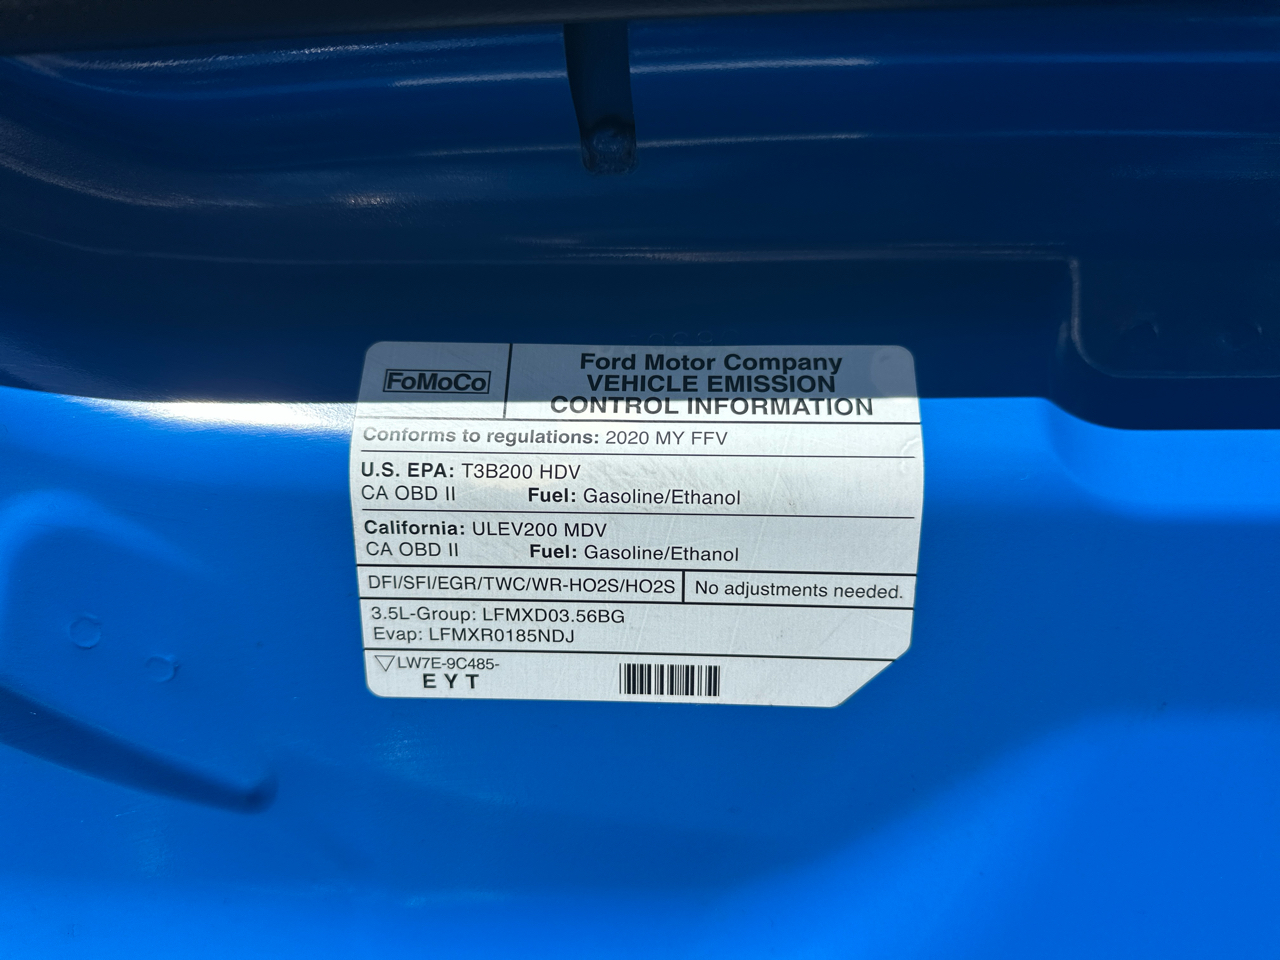 FoMoCo
Ford Motor Company
VEHICLE EMISSION
CONTROL INFORMATION
Conforms to regulations: 2020 MY FFV
U.S. EPA: T3B200 HDV
CA OBD II Fuel: Gasoline/Ethanol
California: ULEV200 MDV
CA OBD II Fuel: Gasoline/Ethanol
DFI/SFI/EGR/TWC/WR-HO2S/HO2S No adjustments needed.
3.5L-Group: LFMXD03.56BG
Evap: LFMXR0185NDJ
LW7E-9C485-
EYT